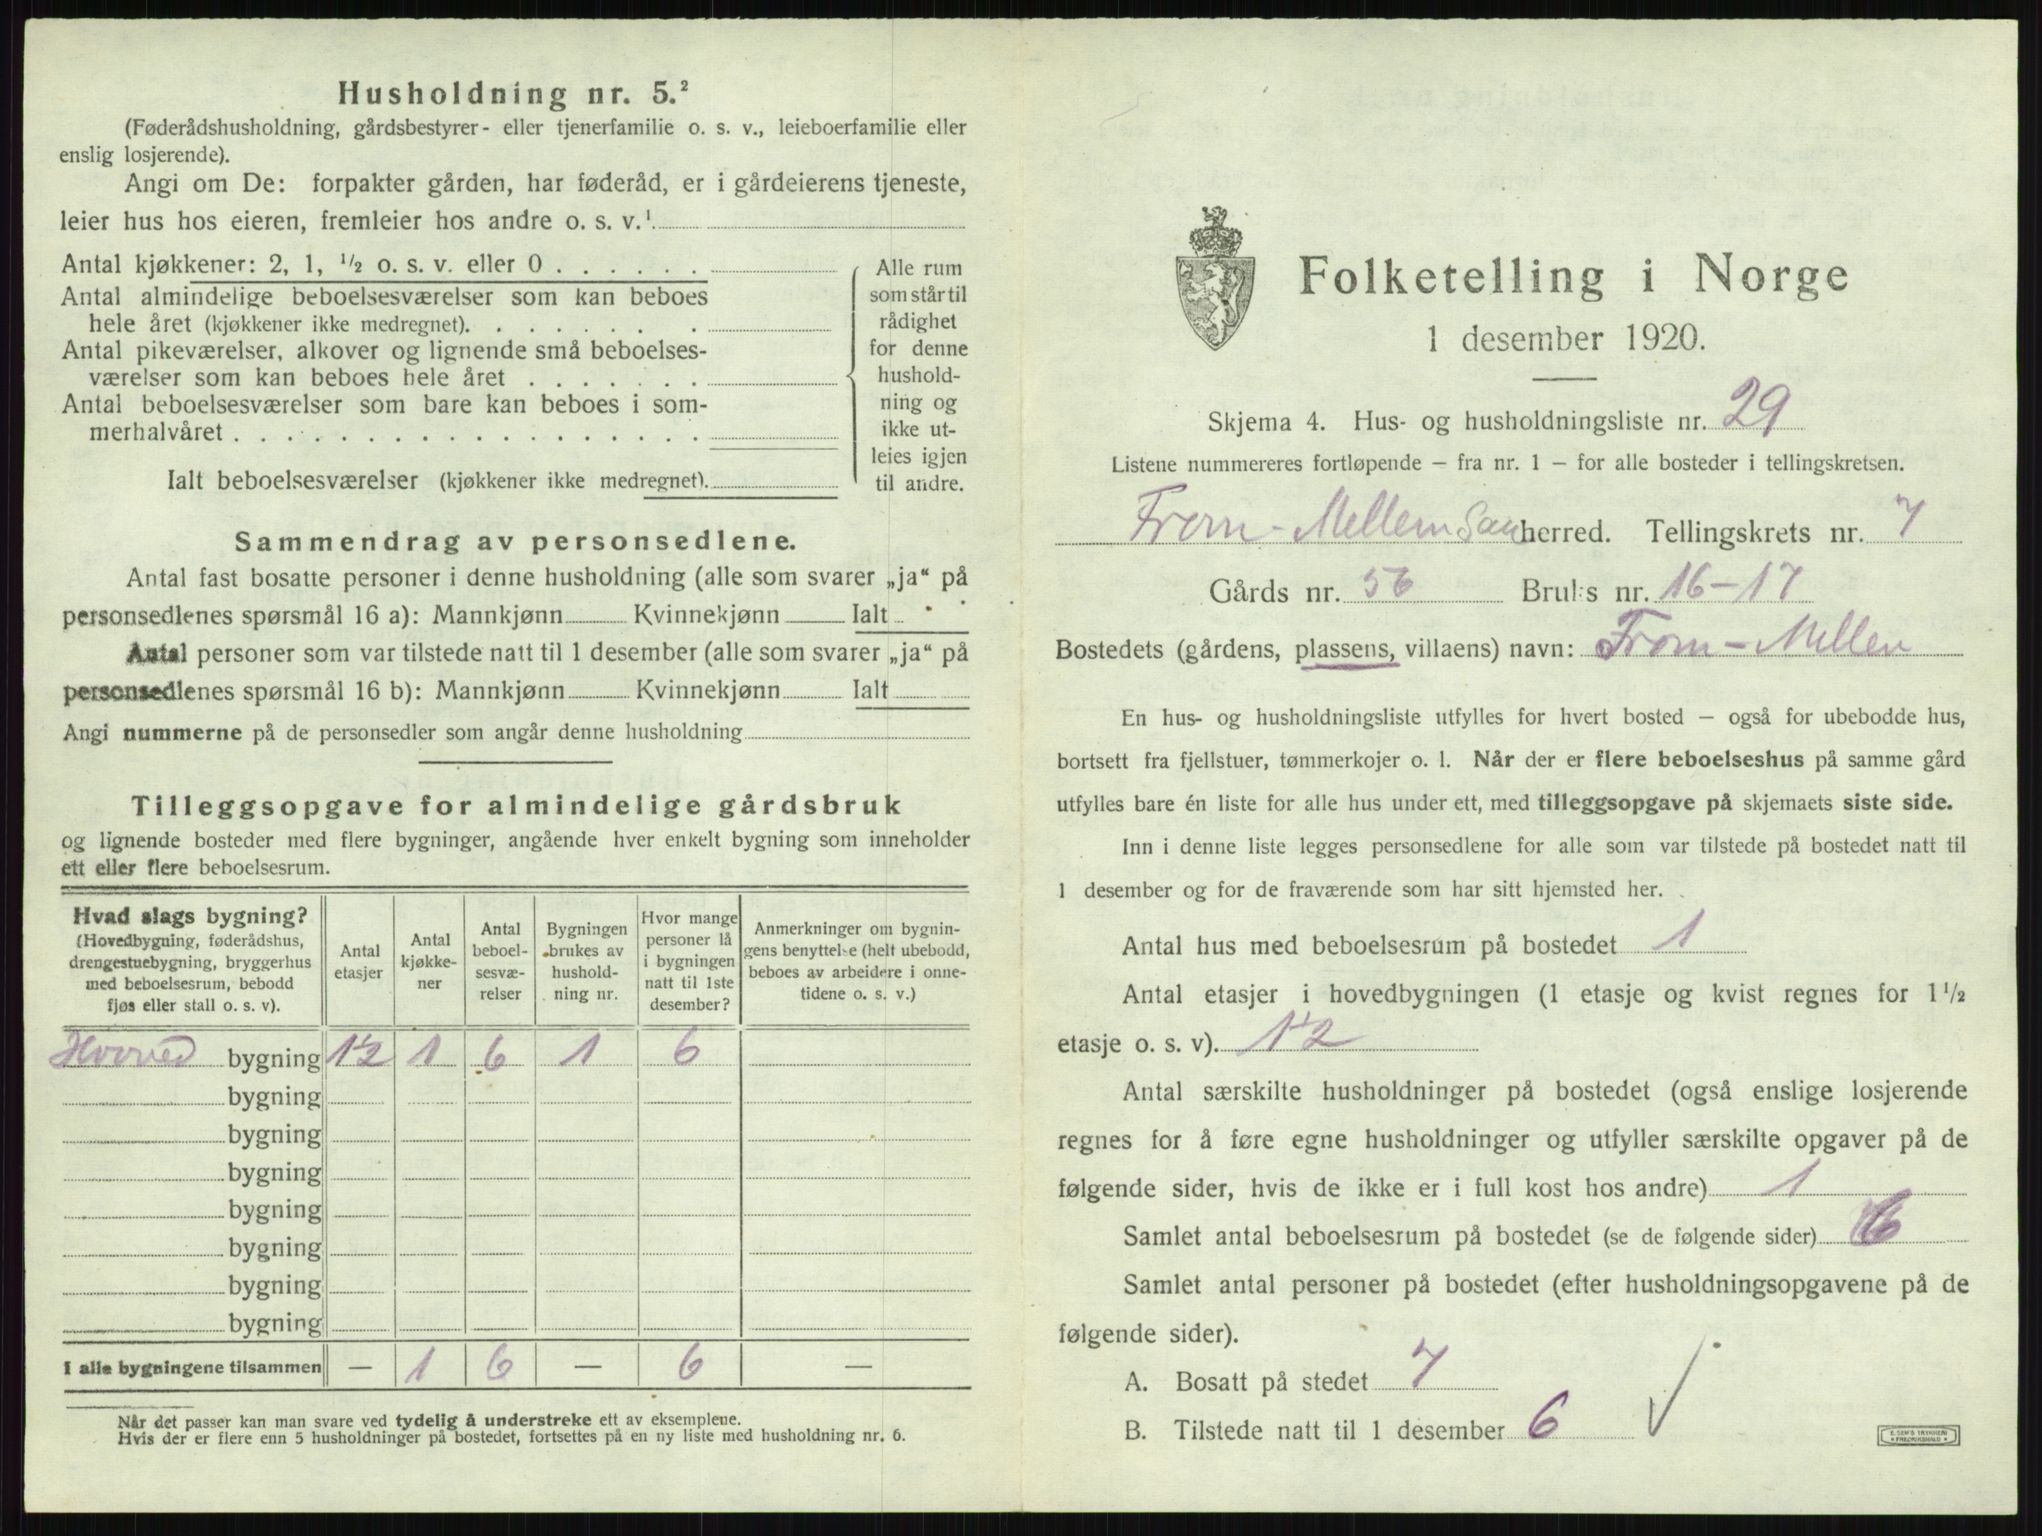 Husholdning nr. 5.²
(Føderådshusholdning, gårdsbestyrer- eller tjenerfamilie o. s. v., leieboerfamilie eller
enslig losjerende).
Angi om De: forpakter gården, har føderåd, er i gårdeierens tjeneste,
leier hus hos eieren, fremleier hos andre o. s. v.¹
Antal kjøkkener: 2, 1, ½ o. s. v. eller 0 . . . . . .
Antal almindelige beboelsesværelser som kan beboes
hele året (kjøkkener ikke medregnet). . . . . . . .
Antal pikeværelser, alkover og lignende små beboelses-
værelser som kan beboes hele året . . . . . . .
Antal beboelsesværelser som bare kan beboes i som-
merhalvåret . . . . . . . . . . . . . . . . . .
Ialt beboelsesværelser (kjøkkener ikke medregnet).
Alle rum
som står til
rådighet
for denne
hushold-
ning og
ikke ut-
leies igjen
til andre.
Sammendrag av personsedlene.
Antal fast bosatte personer i denne husholdning (alle som svarer „ja“ på
personsedlenes spørsmål 16 a): Mannkjønn Kvinnekjønn Ialt
Antal personer som var tilstede natt til 1 desember (alle som svarer „ja“ på
personsedlenes spørsmål 16 b): Mannkjønn Kvinnekjønn Ialt
Angi nummerne på de personsedler som angår denne husholdning
Tilleggsopgave for almindelige gårdsbruk
og lignende bosteder med flere bygninger, angående hver enkelt bygning som inneholder
ett eller flere beboelsesrum.
Hvad slags bygning?
(Hovedbygning, føderådshus,
drengestuebygning, bryggerhus
med beboelsesrum, bebodd
fjøs eller stall o. s. v).
Antal
etasjer
Antal
kjøkke-
ner
Antal
beboel-
sesvæ-
relser
Bygningen
brukes av
hushold-
ning nr.
Hvor mange
personer lå
i bygningen
natt til 1ste
desember?
Anmerkninger om bygnin-
gens benyttelse (helt ubebodd,
beboes av arbeidere i onne-
tidene o. s. v.)
Hovved bygning 1½ 1 6 1 6
bygning
bygning
bygning
bygning
bygning
bygning
bygning
I alle bygningene tilsammen — 1 6 — 6 —
Når det passer kan man svare ved tydelig å understreke ett av eksemplene.
Hvis der er flere enn 5 husholdninger på bostedet, fortsettes på en ny liste med husholdning nr. 6.
Folketelling i Norge
1 desember 1920.
Skjema 4. Hus- og husholdningsliste nr. 29
Listene nummereres fortløpende – fra nr. 1 – for alle bosteder i tellingskretsen.
From-Mellem herred. Tellingskrets nr. 7
Gårds nr. 56 Bruks nr. 16-17
Bostedets (gårdens, plassens, villaens) navn: From-Mellen
En hus- og husholdningsliste utfylles for hvert bosted – også for ubebodde hus,
bortsett fra fjellstuer, tømmerkojer o. l. Når der er flere beboelseshus på samme gård
utfylles bare én liste for alle hus under ett, med tilleggsopgave på skjemaets siste side.
Inn i denne liste legges personsedlene for alle som var tilstede på bostedet natt til
1 desember og for de fraværende som har sitt hjemsted her.
Antal hus med beboelsesrum på bostedet 1
Antal etasjer i hovedbygningen (1 etasje og kvist regnes for 1 ½
etasje o. s. v). 1½
Antal særskilte husholdninger på bostedet (også enslige losjerende
regnes for å føre egne husholdninger og utfyller særskilte opgaver på de
følgende sider, hvis de ikke er i full kost hos andre) 1
Samlet antal beboelsesrum på bostedet (se de følgende sider) 6
Samlet antal personer på bostedet (efter husholdningsopgavene på de
følgende sider).
A. Bosatt på stedet 7
B. Tilstede natt til 1 desember 6